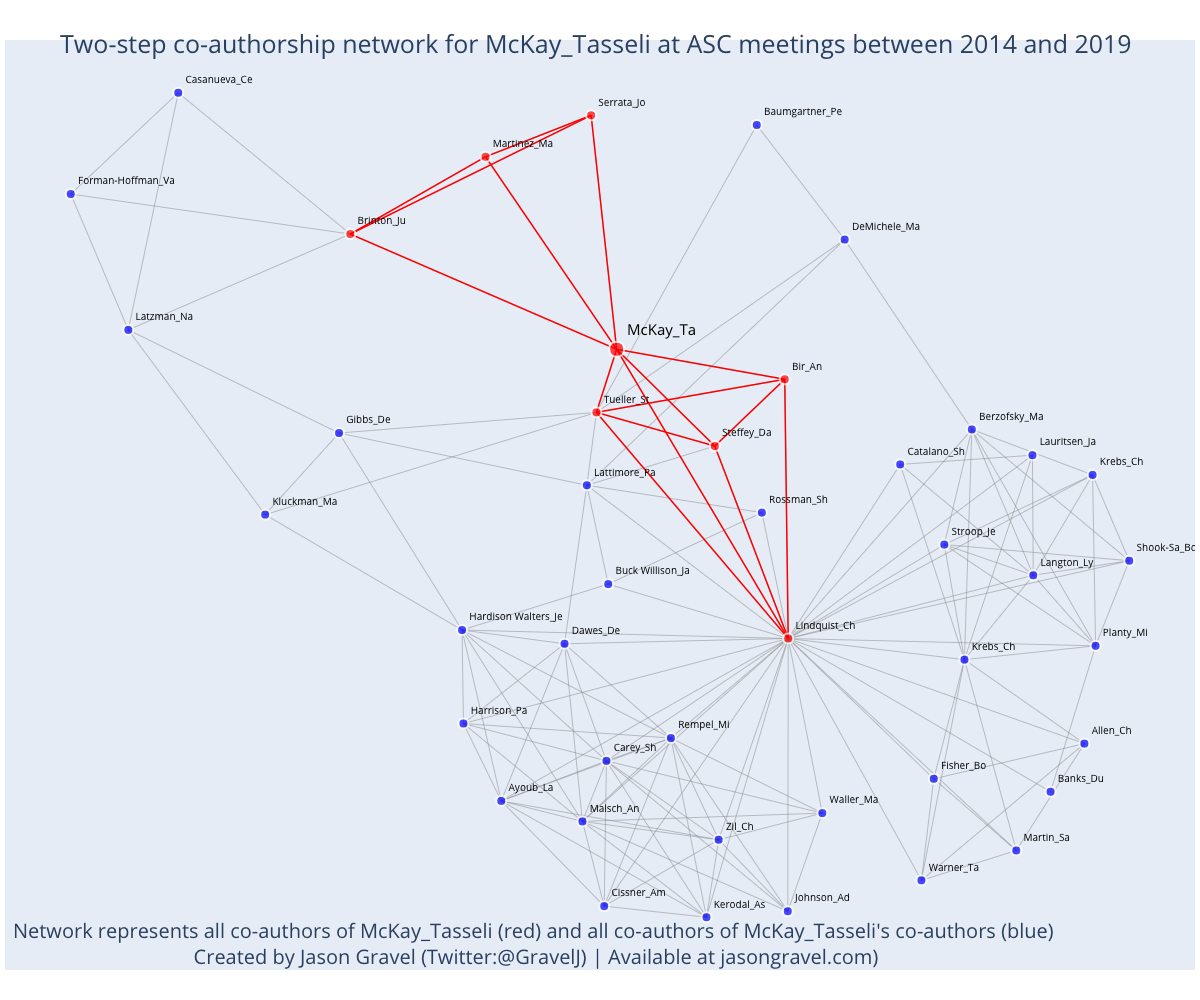 Two-step co-authorship network for McKay_Tasseli at ASC meetings between 2014 and 2019
Casanueva_Ce
Serrata_Jo
Baumgartner_Pe
Martinez_Ma
Forman-Hoffman_Va
Brinton_Ju
DeMichele_Ma
Latzman_Na
McKay_Ta
Bir_An
Tueller_St
Gibbs_De
Steffey_Da
Berzofsky_Ma
Lauritsen_Ja
Catalano_Sh
Krebs_Ch
Lattimore_Pa
Kluckman_Ma
Rossman_Sh
Stroop_Je
Shook-Sa_Bo
Langton_Ly
Buck Willison_Ja
Hardison Walters_Je
Dawes_De
Lindquist_Ch
Planty_Mi
Krebs_Ch
Harrison_Pa
Rempel_Mi
Allen_Ch
Carey_Sh
Fisher_Bo
Banks_Du
Ayoub_La
Malsch_An
Waller_Ma
Zil_Ch
Martin_Sa
Warner_Ta
Cissner_Am
Kerodal_As
Johnson_Ad
Network represents all co-authors of McKay_Tasseli (red) and all co-authors of McKay_Tasseli's co-authors (blue)
Created by Jason Gravel (Twitter:@GravelJ) | Available at jasongravel.com)